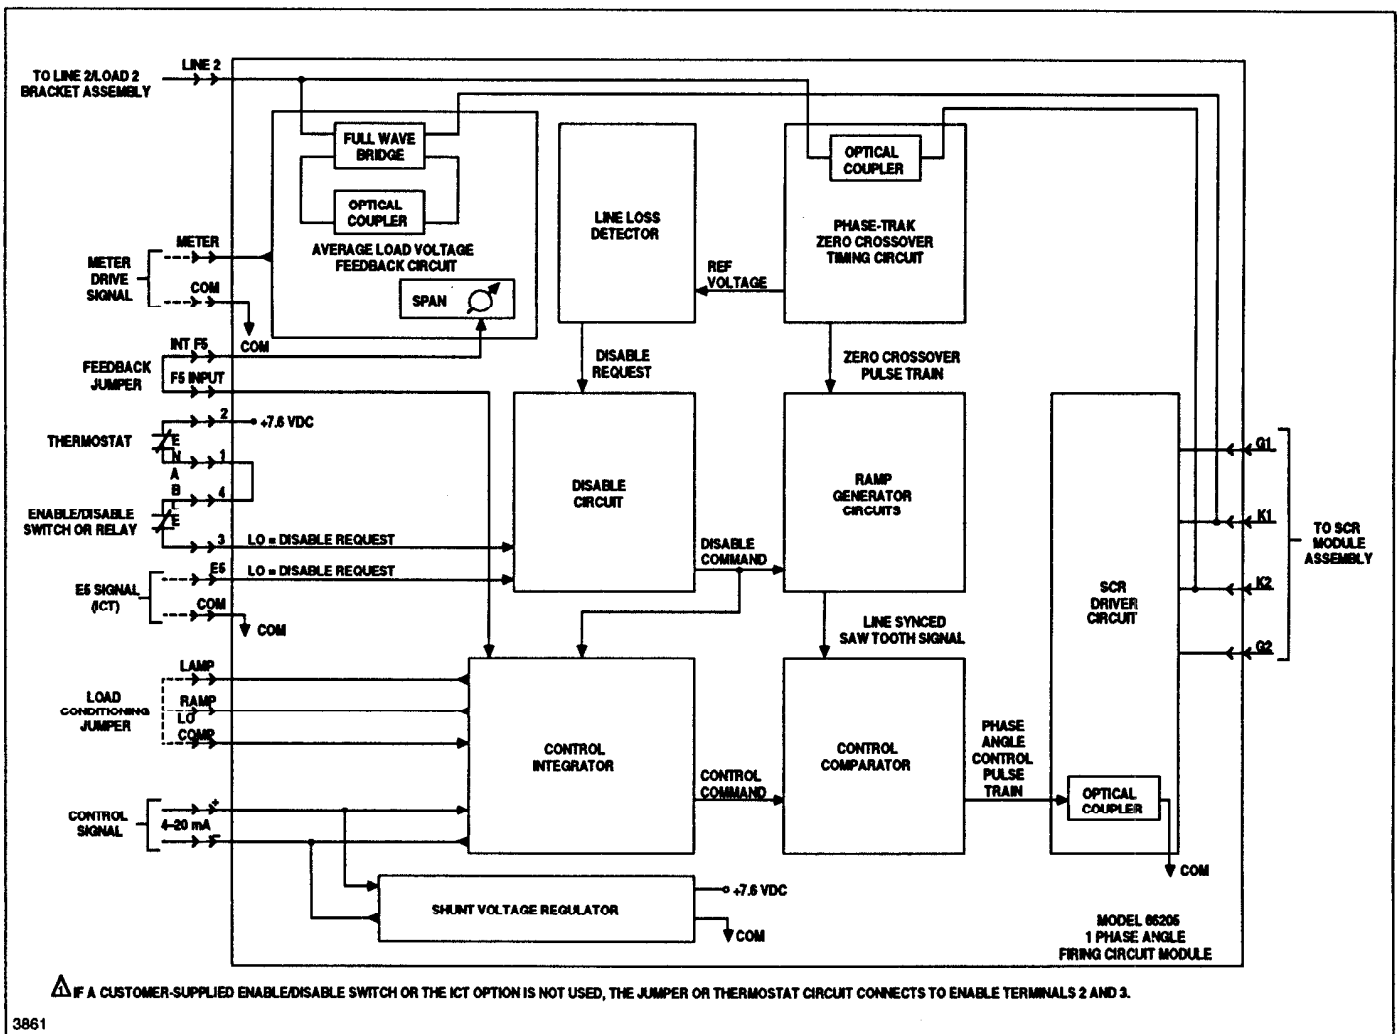 LINE 2
TO LINE 2/LOAD 2
BRACKET ASSEMBLY
FULL WAVE
BRIDGE
OPTICAL
COUPLER
AVERAGE LOAD VOLTAGE
FEEDBACK CIRCUIT
SPAN
LINE LOSS
DETECTOR
OPTICAL
COUPLER
PHASE-TRAK
ZERO CROSSOVER
TIMING CIRCUIT
REF
VOLTAGE
METER
METER
DRIVE
SIGNAL
COM
COM
INT F5
FEEDBACK
JUMPER
F5 INPUT
DISABLE
REQUEST
ZERO CROSSOVER
PULSE TRAIN
2
+7.6 VDC
THERMOSTAT
1
4
ENABLE
ENABLE/DISABLE
SWITCH OR RELAY
3
LO = DISABLE REQUEST
E5
LO = DISABLE REQUEST
E5 SIGNAL
(ICT)
COM
COM
DISABLE
CIRCUIT
DISABLE
COMMAND
RAMP
GENERATOR
CIRCUITS
LINE SYNCED
SAW TOOTH SIGNAL
SCR
DRIVER
CIRCUIT
G1
K1
K2
G2
TO SCR
MODULE
ASSEMBLY
LAMP
RAMP
LO
COMP
LOAD
CONDITIONING
JUMPER
CONTROL
INTEGRATOR
CONTROL
COMMAND
CONTROL
COMPARATOR
PHASE
ANGLE
CONTROL
PULSE
TRAIN
OPTICAL
COUPLER
COM
CONTROL
SIGNAL
+
4–20 mA
–
SHUNT VOLTAGE REGULATOR
+7.6 VDC
COM
MODEL 66205
1 PHASE ANGLE
FIRING CIRCUIT MODULE
1 IF A CUSTOMER-SUPPLIED ENABLE/DISABLE SWITCH OR THE ICT OPTION IS NOT USED, THE JUMPER OR THERMOSTAT CIRCUIT CONNECTS TO ENABLE TERMINALS 2 AND 3.
3861